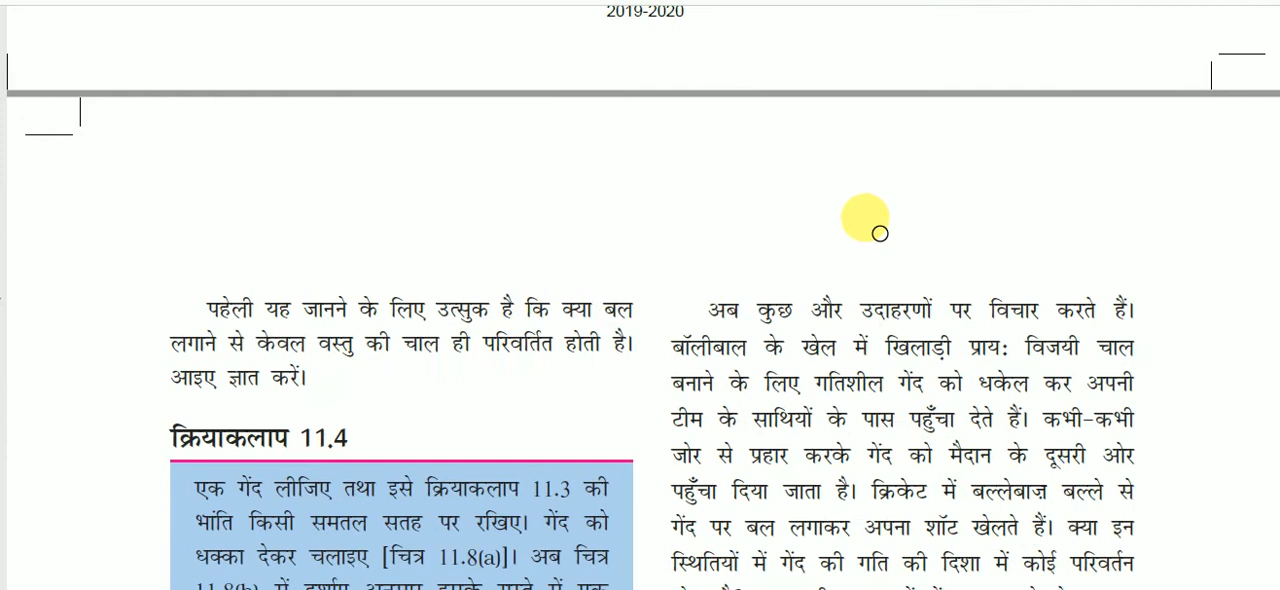 2019-2020
पहेली यह जानने के लिए उत्सुक है कि क्या बल
लगाने से केवल वस्तु की चाल ही परिवर्तित होती है।
आइए ज्ञात करें।
क्रियाकलाप 11.4
एक गेंद लीजिए तथा इसे क्रियाकलाप 11.3 की
भांति किसी समतल सतह पर रखिए। गेंद को
धक्का देकर चलाइए [चित्र 11.8(a)]। अब चित्र
अब कुछ और उदाहरणों पर विचार करते हैं।
बॉलीबाल के खेल में खिलाड़ी प्राय: विजयी चाल
बनाने के लिए गतिशील गेंद को धकेल कर अपनी
टीम के साथियों के पास पहुँचा देते हैं। कभी-कभी
जोर से प्रहार करके गेंद को मैदान के दूसरी ओर
पहुँचा दिया जाता है। क्रिकेट में बल्लेबाज़ बल्ले से
गेंद पर बल लगाकर अपना शॉट खेलते हैं। क्या इन
स्थितियों में गेंद की गति की दिशा में कोई परिवर्तन